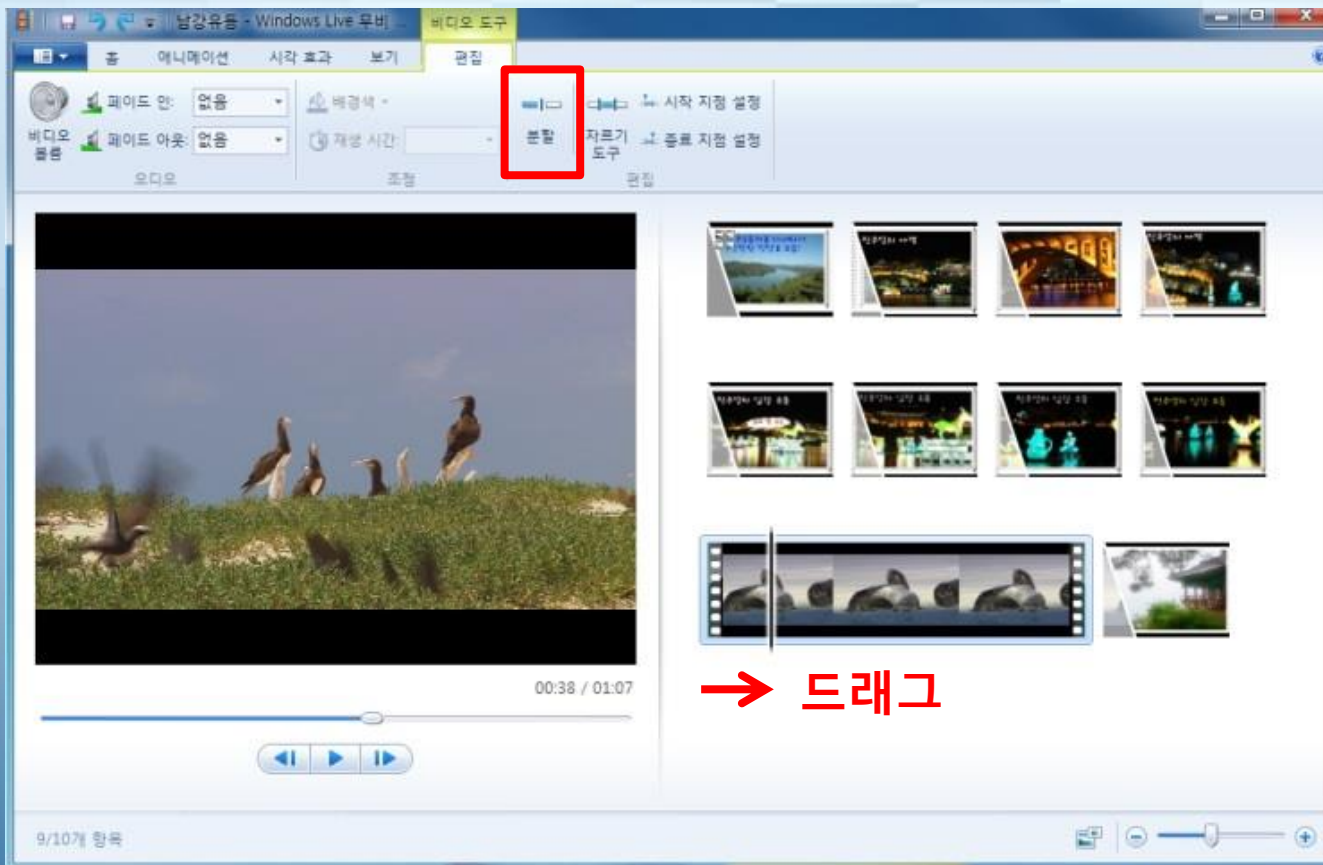 남강유등 - Windows Live 무비 ...
비디오 도구
홈 애니메이션 시각 효과 보기 편집
페이드 인: 없음
배경색
시작 지점 설정
비디오 볼륨
페이드 아웃: 없음
재생 시간:
분할
자르기 도구
종료 지점 설정
오디오
조정
편집
00:38 / 01:07
드래그
9/10개 항목